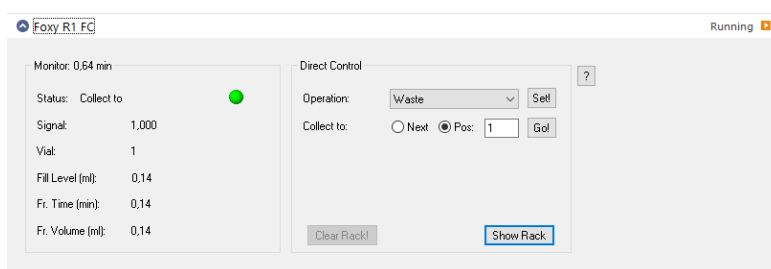 Foxy R1 FC
Running
Monitor: 0,64 min
Status: Collect to
Signal: 1,000
Vial: 1
Fill Level (ml): 0,14
Fr. Time (min): 0,14
Fr. Volume (ml): 0,14
Direct Control
Operation: Waste Set!
Collect to: Next Pos: 1 Go!
Clear Rack! Show Rack
?